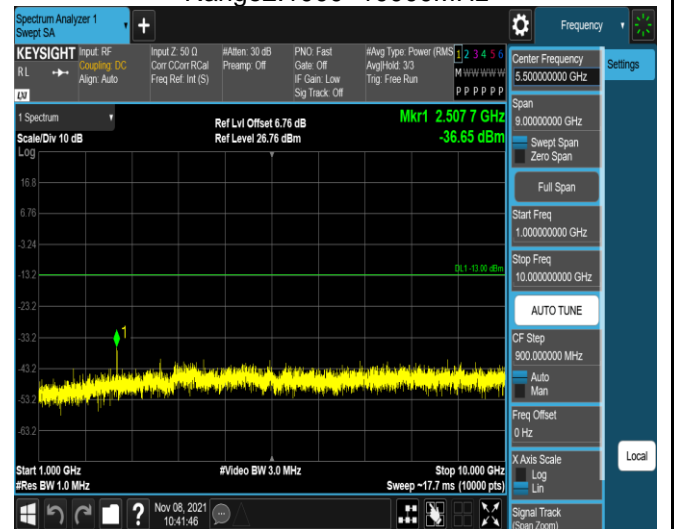 Spectrum Analyzer 1
Swept SA
Frequency
KEYSIGHT
RL
LXI
Input: RF
Coupling: DC
Align: Auto
Input Z: 50 Ω
Corr CCorr RCal
Freq Ref: Int (S)
#Atten: 30 dB
Preamp: Off
PNO: Fast
Gate: Off
IF Gain: Low
Sig Track: Off
#Avg Type: Power (RMS
Avg|Hold: 3/3
Trig: Free Run
1 2 3 4 5 6
M W W W W W
P P P P P P
1 Spectrum
Scale/Div 10 dB
Log
Ref Lvl Offset 6.76 dB
Ref Level 26.76 dBm
Mkr1 2.507 7 GHz
-36.65 dBm
16.8
6.76
-3.24
-13.2
-23.2
-33.2
-43.2
-53.2
-63.2
DL1 -13.00 dBm
1
Start 1.000 GHz
#Res BW 1.0 MHz
#Video BW 3.0 MHz
Stop 10.000 GHz
Sweep ~17.7 ms (10000 pts)
Center Frequency
5.500000000 GHz
Settings
Span
9.00000000 GHz
Swept Span
Zero Span
Full Span
Start Freq
1.000000000 GHz
Stop Freq
10.000000000 GHz
AUTO TUNE
CF Step
900.000000 MHz
Auto
Man
Freq Offset
0 Hz
X Axis Scale
Log
Lin
Local
Signal Track
(Span Zoom)
?
Nov 08, 2021
10:41:46